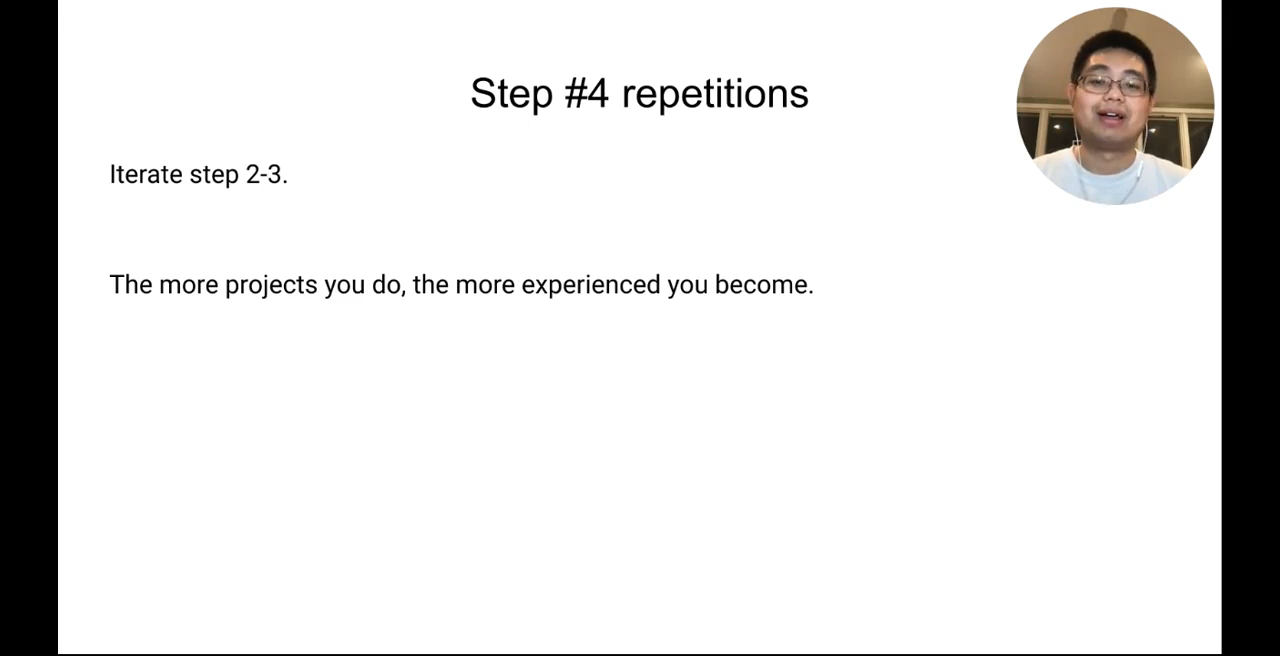 Step #4 repetitions
Iterate step 2-3.
The more projects you do, the more experienced you become.